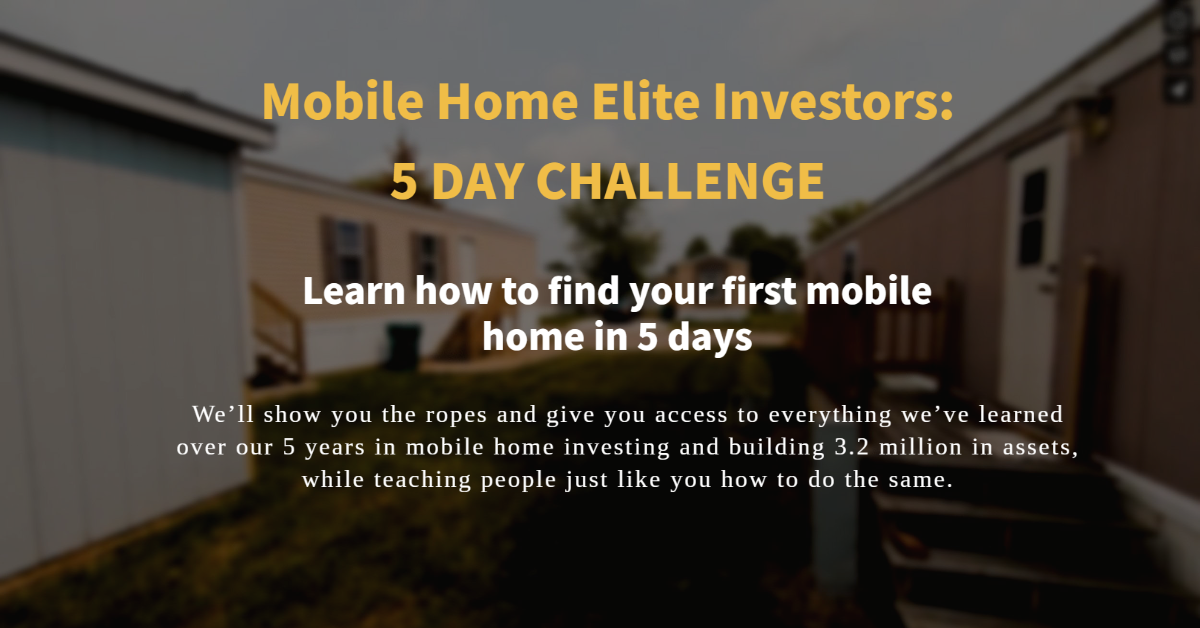 Mobile Home Elite Investors:
5 DAY CHALLENGE
Learn how to find your first mobile
home in 5 days
We’ll show you the ropes and give you access to everything we’ve learned
over our 5 years in mobile home investing and building 3.2 million in assets,
while teaching people just like you how to do the same.